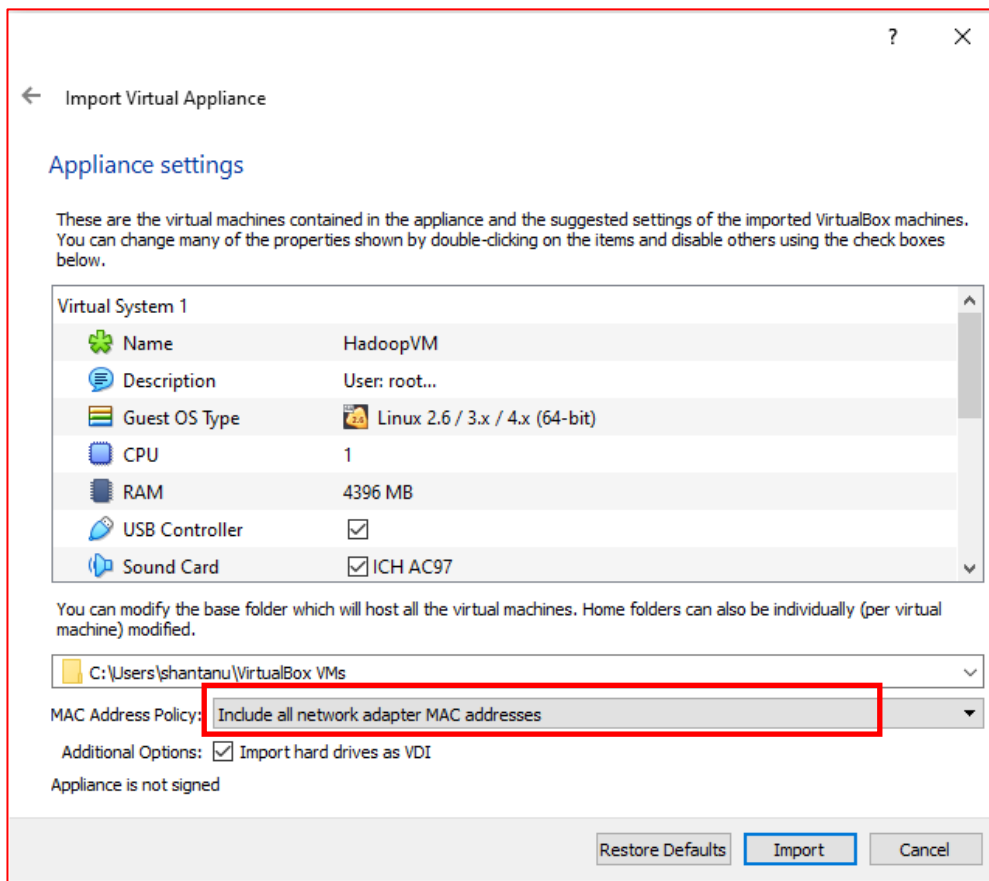 ?
Import Virtual Appliance
Appliance settings
These are the virtual machines contained in the appliance and the suggested settings of the imported VirtualBox machines.
You can change many of the properties shown by double-clicking on the items and disable others using the check boxes
below.
Virtual System 1
Name HadoopVM
Description User: root...
Guest OS Type Linux 2.6 / 3.x / 4.x (64-bit)
CPU 1
RAM 4396 MB
USB Controller
Sound Card ICH AC97
You can modify the base folder which will host all the virtual machines. Home folders can also be individually (per virtual
machine) modified.
C:\Users\shantanu\VirtualBox VMs
MAC Address Policy: Include all network adapter MAC addresses
Additional Options: Import hard drives as VDI
Appliance is not signed
Restore Defaults Import Cancel